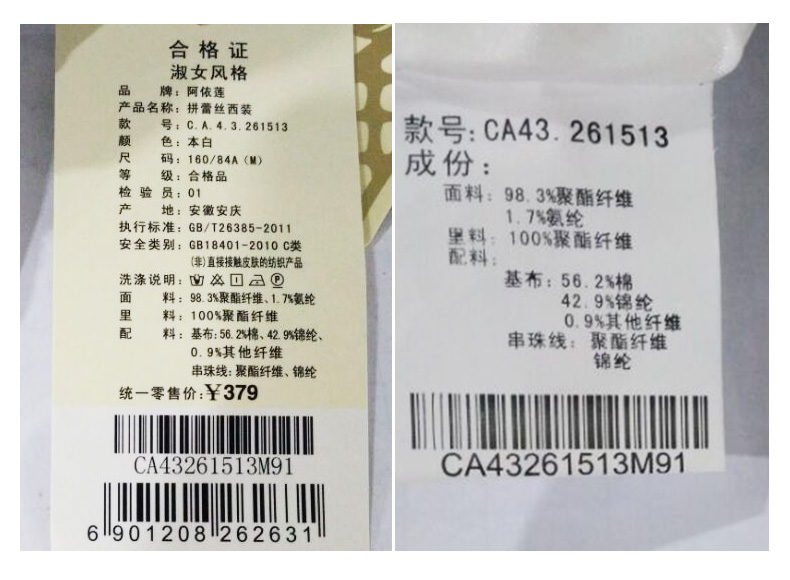 合格证
淑女风格
品 牌：阿依莲
产品名称：拼蕾丝西装
款 号：C.A.4.3.261513
颜 色：本白
尺 码：160/84A（M）
等 级：合格品
检 验 员：01
产 地：安徽安庆
执行标准：GB/T26385-2011
安全类别：GB18401-2010 C类
(非)直接接触皮肤的纺织产品
洗涤说明：
面 料：98.3%聚酯纤维、1.7%氨纶
里 料：100%聚酯纤维
配 料：基布：56.2%棉、42.9%锦纶、
0.9%其他纤维
串珠线：聚酯纤维、锦纶
统一零售价：¥379
CA43261513M91
6 901208 262631
款号：CA43.261513
成份：
面料：98.3%聚酯纤维
1.7%氨纶
里料：100%聚酯纤维
配料：
基布：56.2%棉
42.9%锦纶
0.9%其他纤维
串珠线：聚酯纤维
锦纶
CA43261513M91